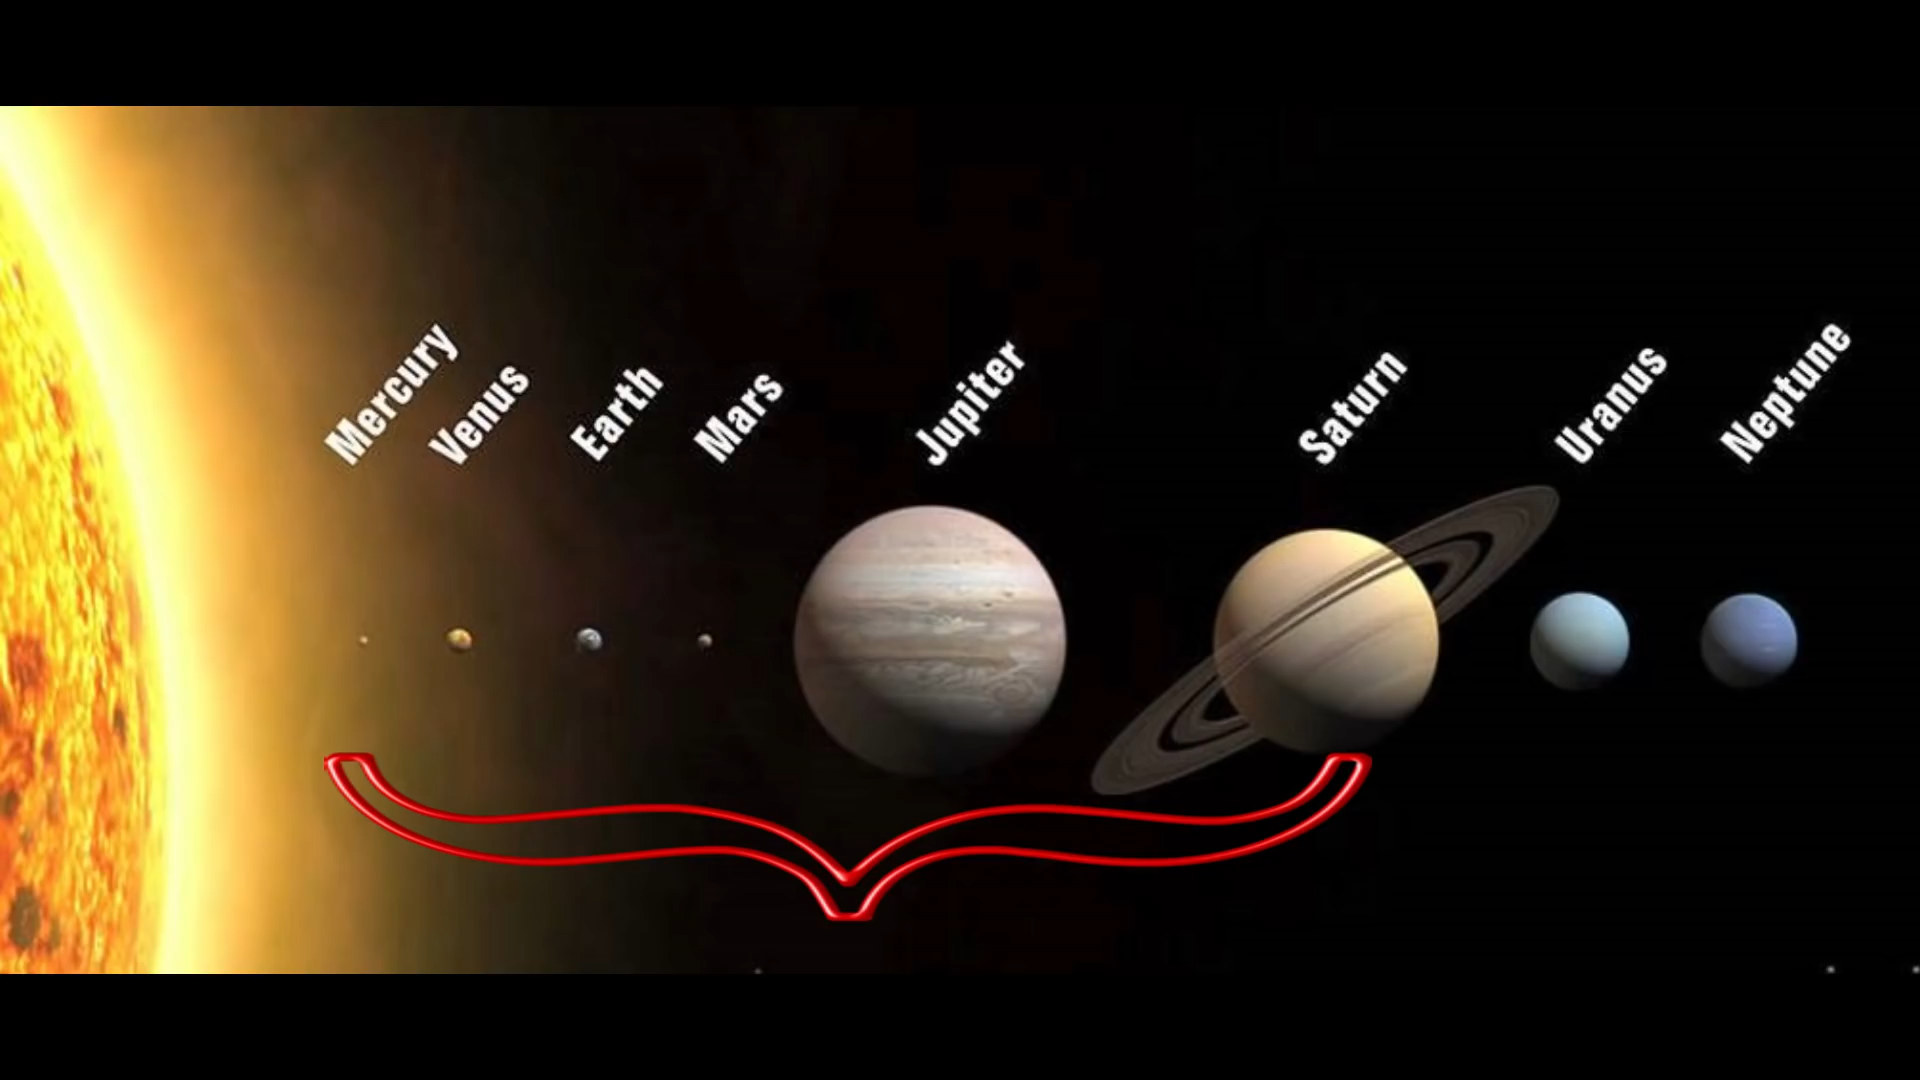 Mercury
Venus
Earth
Mars
Jupiter
Saturn
Uranus
Neptune